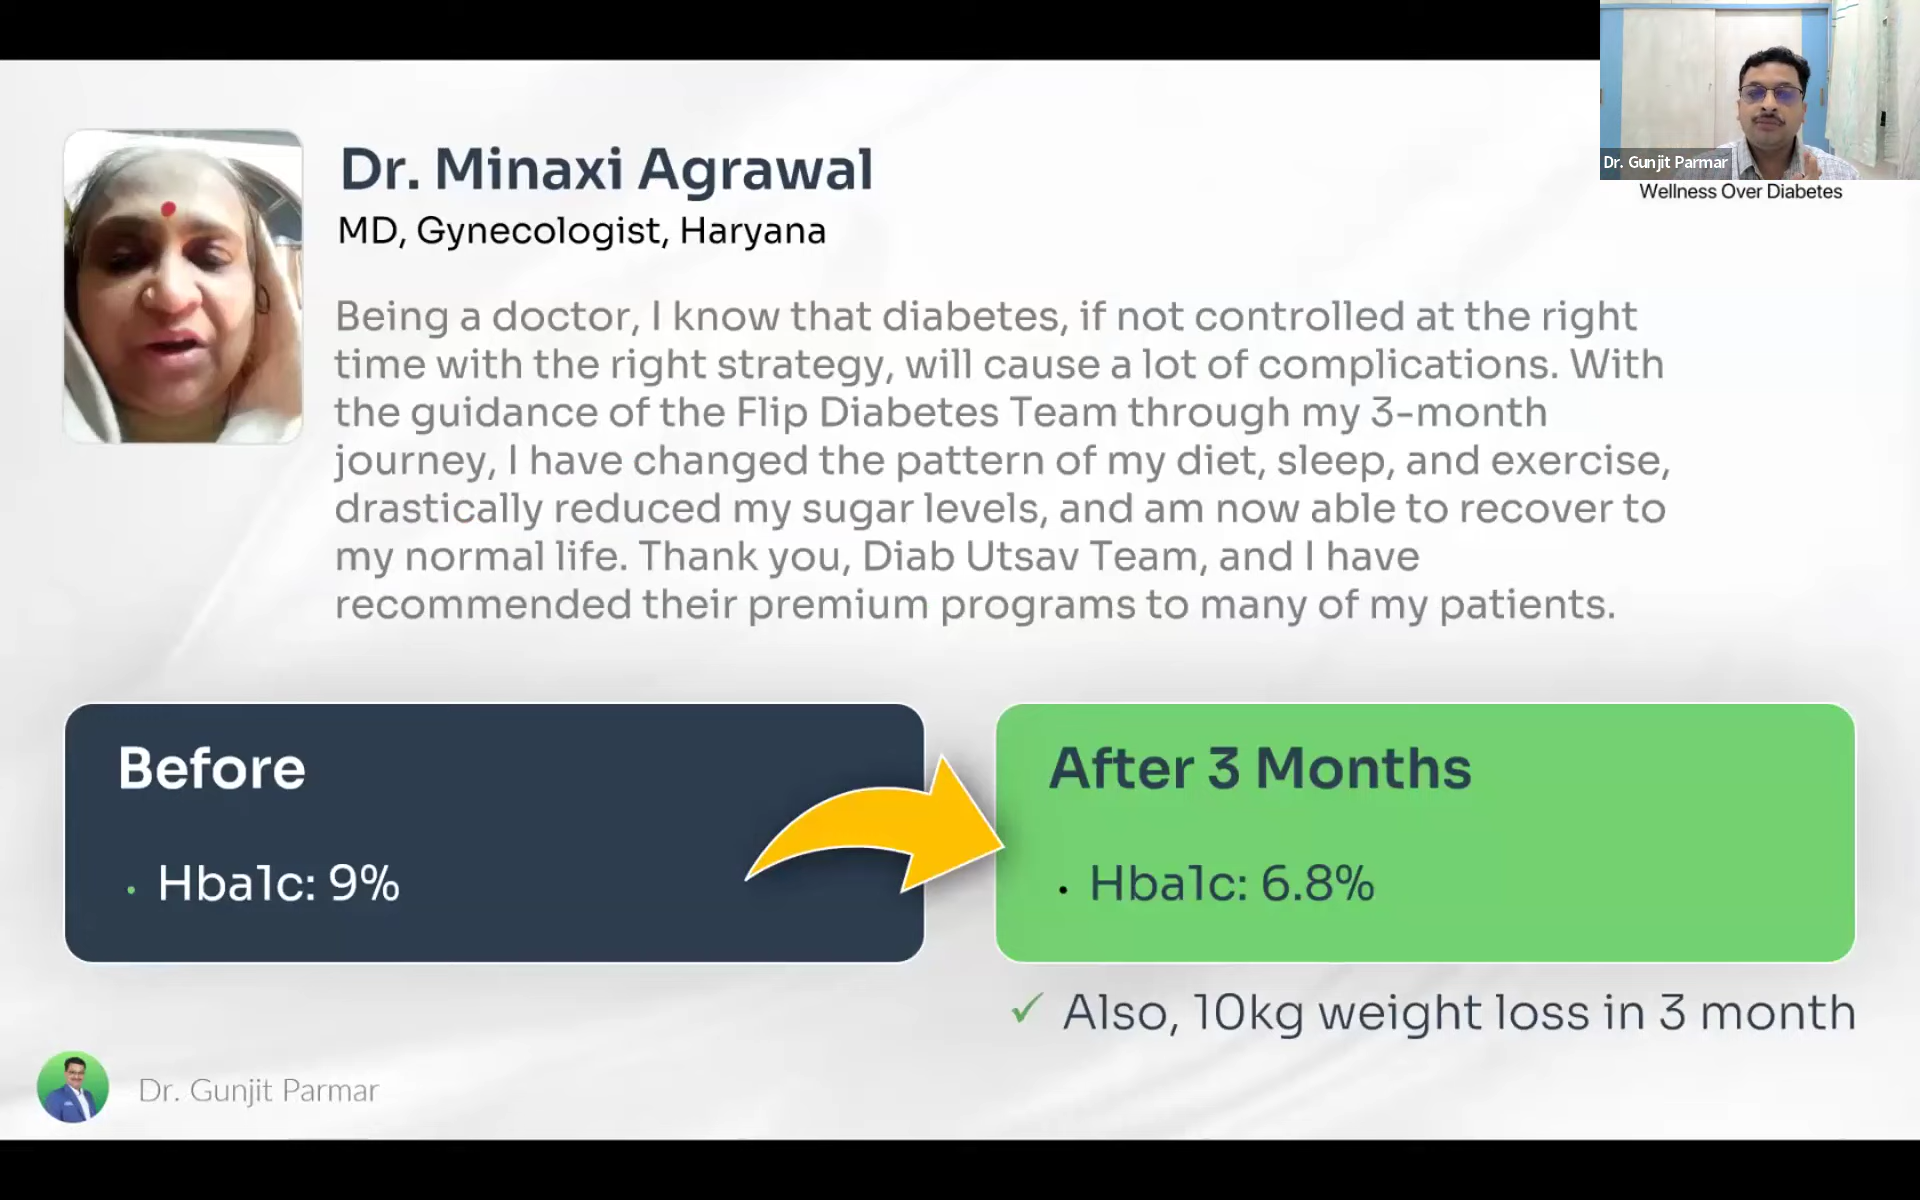 Dr. Gunjit Parmar
Wellness Over Diabetes
Dr. Minaxi Agrawal
MD, Gynecologist, Haryana
Being a doctor, I know that diabetes, if not controlled at the right
time with the right strategy, will cause a lot of complications. With
the guidance of the Flip Diabetes Team through my 3-month
journey, I have changed the pattern of my diet, sleep, and exercise,
drastically reduced my sugar levels, and am now able to recover to
my normal life. Thank you, Diab Utsav Team, and I have
recommended their premium programs to many of my patients.
Before
• Hba1c: 9%
After 3 Months
• Hba1c: 6.8%
✓ Also, 10kg weight loss in 3 month
Dr. Gunjit Parmar